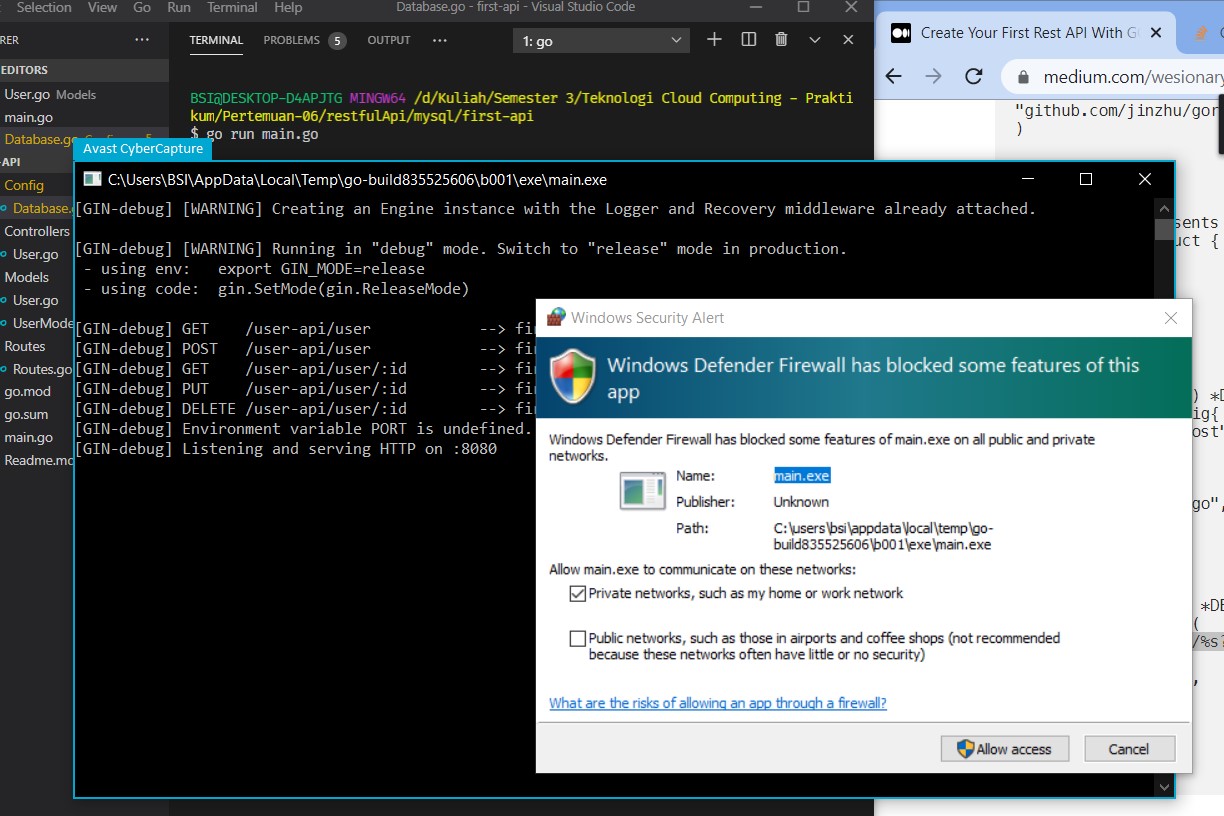 Selection View Go Run Terminal Help Database.go - first-api - Visual Studio Code
RER
TERMINAL PROBLEMS 5 OUTPUT ··· 1: go
EDITORS
User.go Models
main.go
Database.go
API
Config
Database.
Controllers
User.go
Models
User.go
UserMode
Routes
Routes.go
go.mod
go.sum
main.go
Readme.md
BSI@DESKTOP-D4APJTG MINGW64 /d/Kuliah/Semester 3/Teknologi Cloud Computing - Prakti
kum/Pertemuan-06/restfulApi/mysql/first-api
$ go run main.go
Create Your First Rest API With G
medium.com/wesionary
"github.com/jinzhu/gor
)
sents
uct {
) *D
ig{
ost"
go",
*DB
(
/%s?
,
Avast CyberCapture
C:\Users\BSI\AppData\Local\Temp\go-build835525606\b001\exe\main.exe
[GIN-debug] [WARNING] Creating an Engine instance with the Logger and Recovery middleware already attached.
[GIN-debug] [WARNING] Running in "debug" mode. Switch to "release" mode in production.
- using env: export GIN_MODE=release
- using code: gin.SetMode(gin.ReleaseMode)
[GIN-debug] GET /user-api/user --> fi
[GIN-debug] POST /user-api/user --> fi
[GIN-debug] GET /user-api/user/:id --> fi
[GIN-debug] PUT /user-api/user/:id --> fi
[GIN-debug] DELETE /user-api/user/:id --> fi
[GIN-debug] Environment variable PORT is undefined.
[GIN-debug] Listening and serving HTTP on :8080
Windows Security Alert
Windows Defender Firewall has blocked some features of this
app
Windows Defender Firewall has blocked some features of main.exe on all public and private
networks.
Name: main.exe
Publisher: Unknown
Path: C:\users\bsi\appdata\local\temp\go-
build835525606\b001\exe\main.exe
Allow main.exe to communicate on these networks:
Private networks, such as my home or work network
Public networks, such as those in airports and coffee shops (not recommended
because these networks often have little or no security)
What are the risks of allowing an app through a firewall?
Allow access Cancel